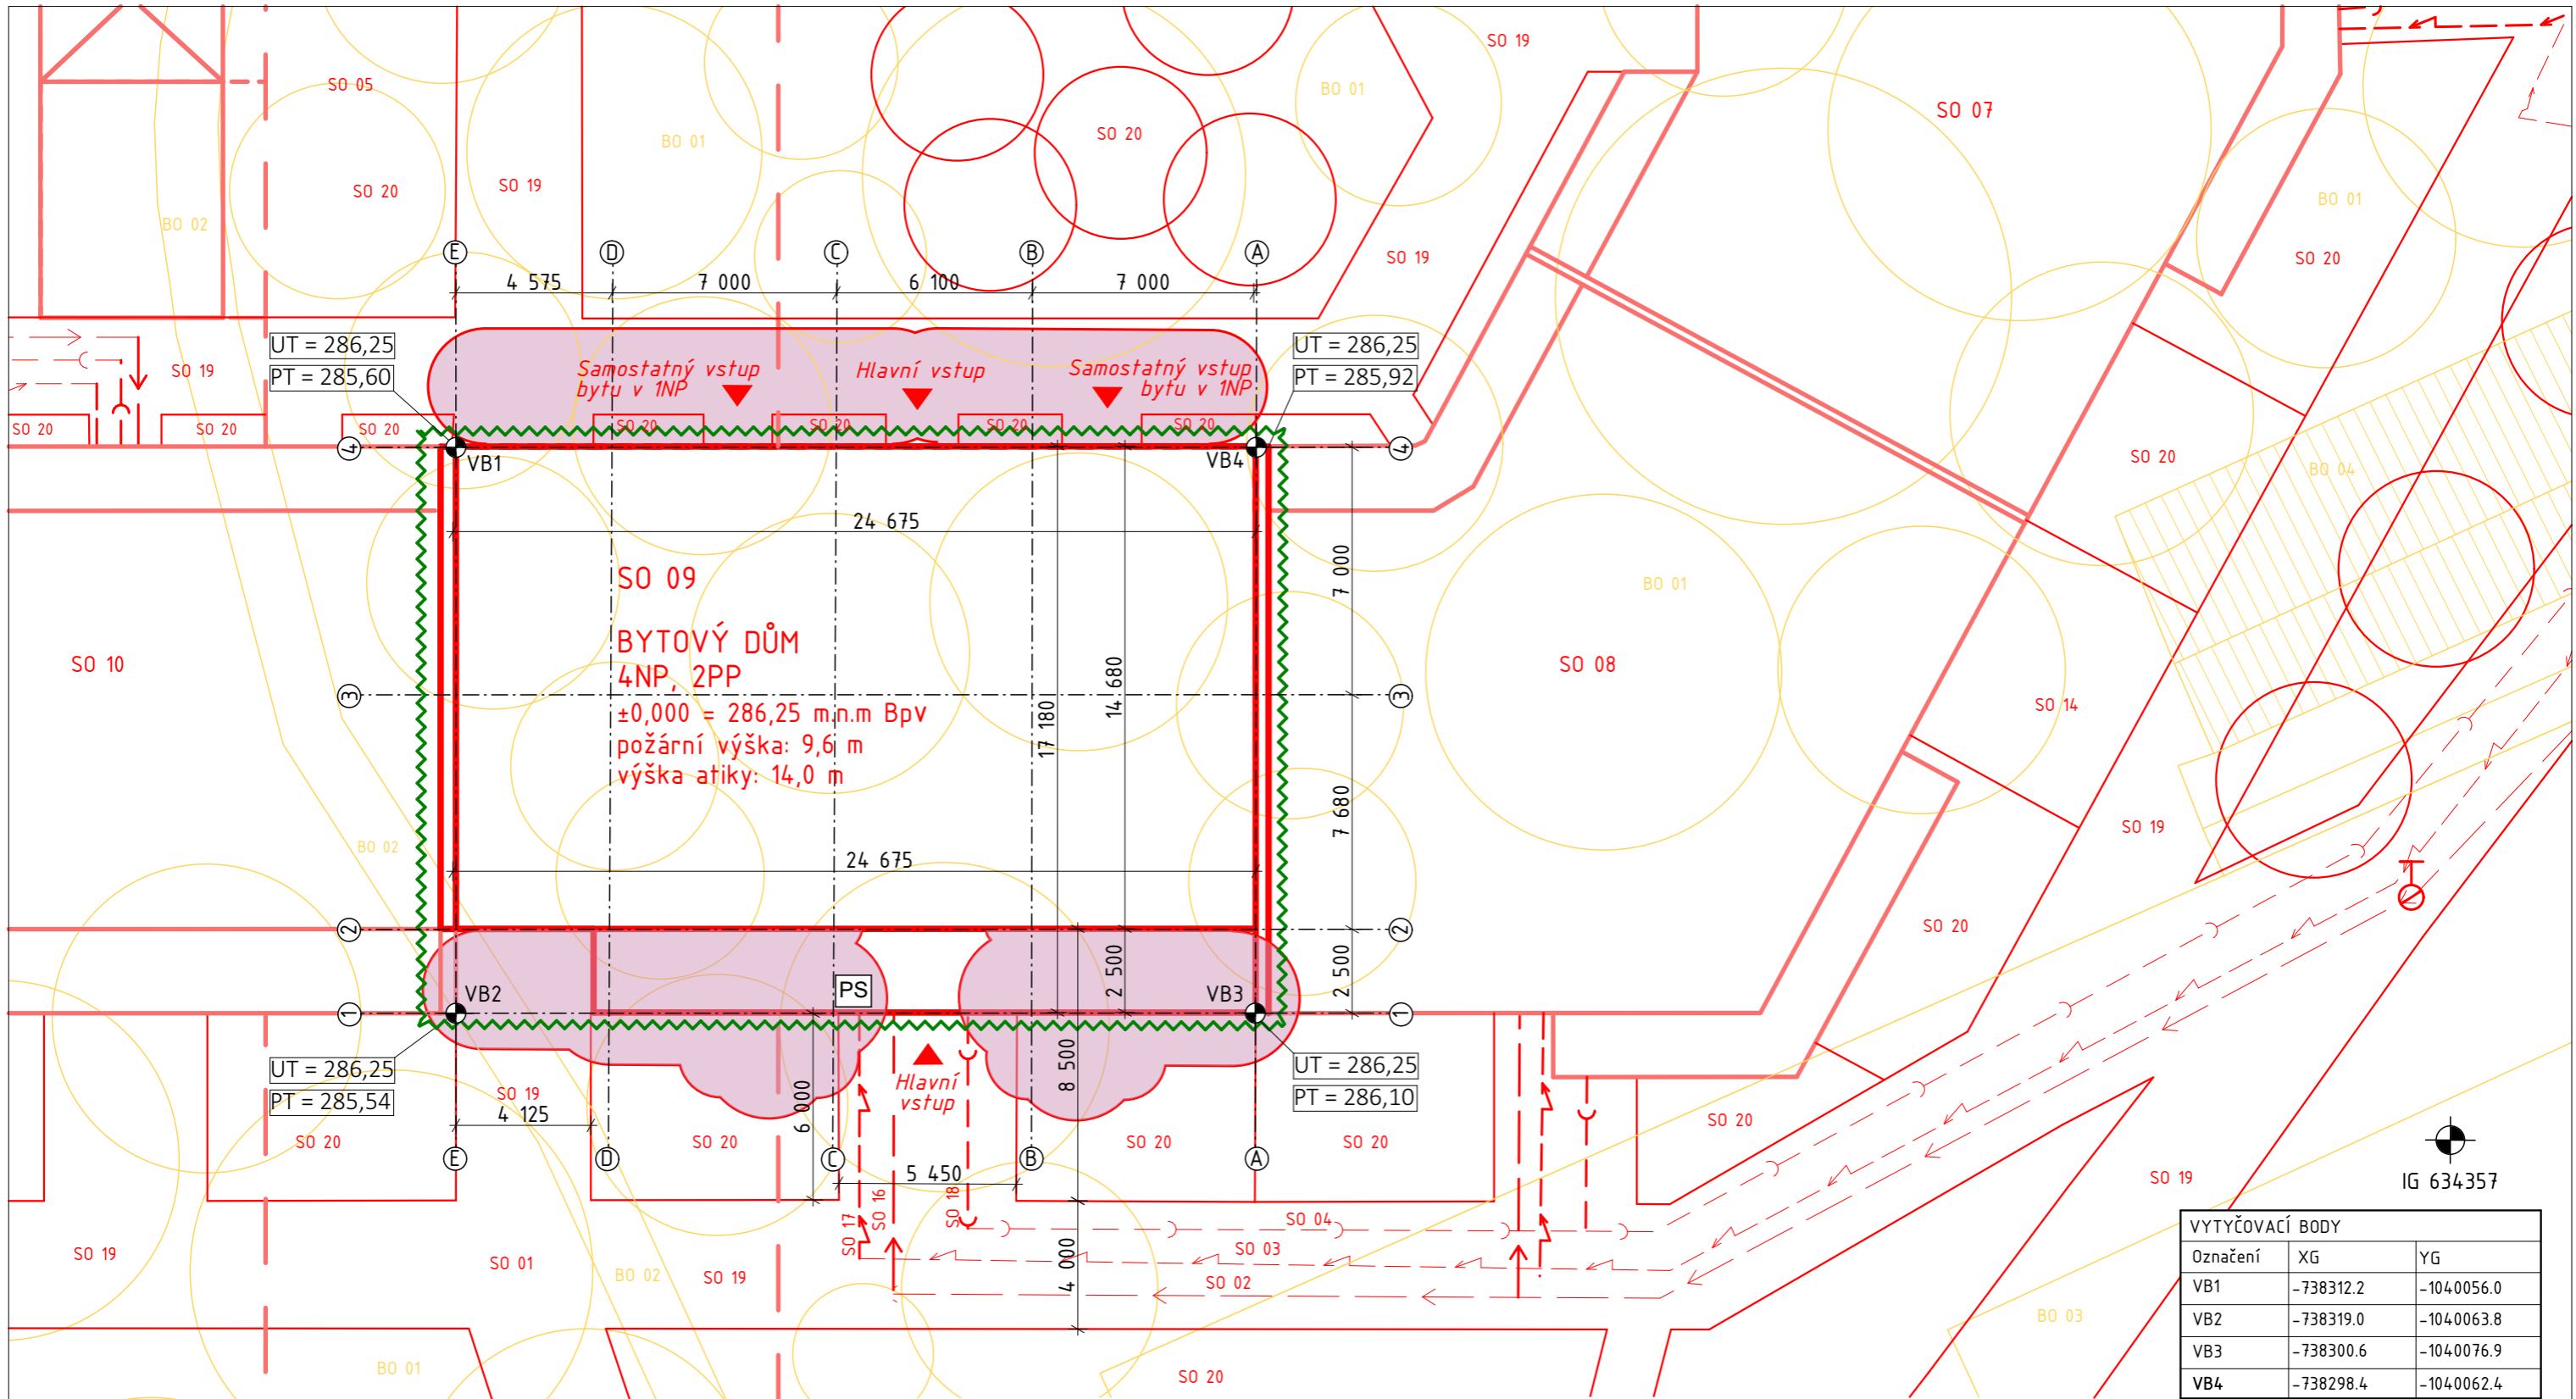 SO 19
SO 05
BO 01
SO 07
BO 01
SO 20
BO 01
SO 20
SO 19
BO 02
BO 01
SO 20
SO 19
E
D
C
B
A
4 575
7 000
6 100
7 000
UT = 286,25
PT = 285,60
UT = 286,25
PT = 285,92
SO 19
Samostatný vstup
bytu v 1NP
Hlavní vstup
Samostatný vstup
bytu v 1NP
SO 20
SO 20
SO 20
SO 20
SO 20
SO 20
SO 20
4
VB1
VB4
4
SO 20
BO 04
24 675
7 000
SO 09
BO 01
BYTOVÝ DŮM
4NP, 2PP
±0,000 = 286,25 m.n.m BpV
požární výška: 9,6 m
výška atiky: 14,0 m
SO 10
SO 08
3
3
14 680
17 180
SO 14
7 680
SO 19
BO 02
24 675
2
2
SO 20
2 500
2 500
PS
VB2
VB3
1
1
UT = 286,25
PT = 285,54
UT = 286,25
PT = 286,10
Hlavní
vstup
8 500
6 000
SO 19
4 125
SO 20
SO 20
SO 20
SO 20
SO 20
E
D
C
B
A
5 450
SO 19
IG 634357
SO 17
SO 16
SO 18
SO 04
SO 03
SO 02
4 000
SO 19
SO 01
BO 02
SO 19
BO 03
BO 01
SO 20
VYTYČOVACÍ BODY
Označení XG YG
VB1 -738312.2 -1040056.0
VB2 -738319.0 -1040063.8
VB3 -738300.6 -1040076.9
VB4 -738298.4 -1040062.4